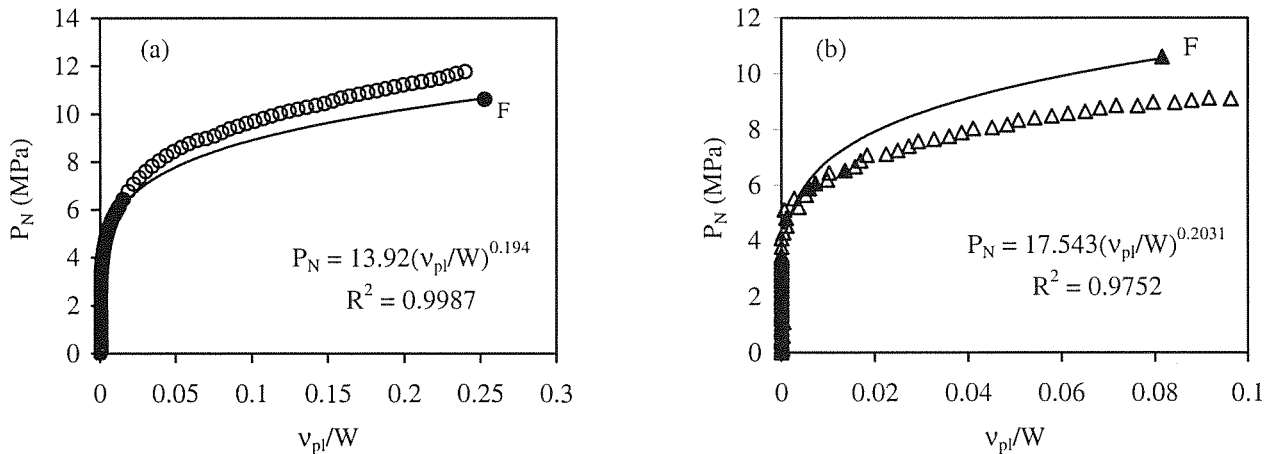 (a)
P_N (MPa)
14
12
10
8
6
4
2
0
F
P_N = 13.92(ν_pl/W)^0.194
R² = 0.9987
0 0.05 0.1 0.15 0.2 0.25 0.3
ν_pl/W
(b)
P_N (MPa)
12
10
8
6
4
2
0
F
P_N = 17.543(ν_pl/W)^0.2031
R² = 0.9752
0 0.02 0.04 0.06 0.08 0.1
ν_pl/W